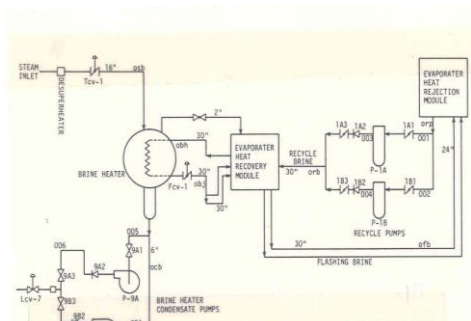 STEAM
INLET
16"
osb
Tcv-1
DESUPERHEATER
2"
30"
obh
BRINE HEATER
Fcv-1
30"
obj
30"
EVAPORATER
HEAT
RECOVERY
MODULE
RECYCLE
BRINE
30"
orb
1A3
1A2
003
P-1A
1A1
001
orp
24"
EVAPORATER
HEAT
REJECTION
MODULE
1B3
1B2
004
P-1B
1B1
002
RECYCLE PUMPS
30"
ofb
FLASHING BRINE
005
6"
9A1
ocb
006
9A2
9A3
P-9A
Lcv-7
9B3
9B2
BRINE HEATER
CONDENSATE PUMPS